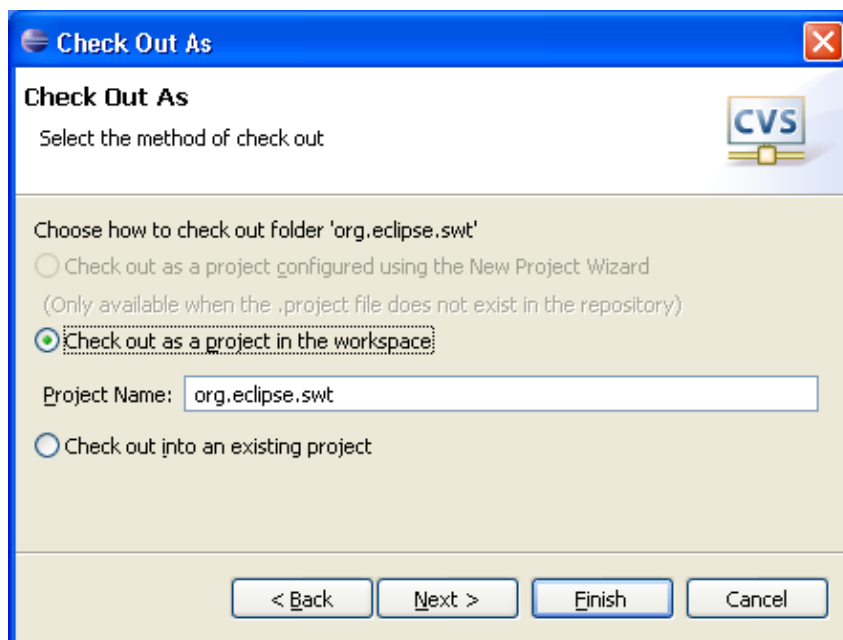 Check Out As
Check Out As
Select the method of check out
CVS
Choose how to check out folder 'org.eclipse.swt'
Check out as a project configured using the New Project Wizard
(Only available when the .project file does not exist in the repository)
Check out as a project in the workspace
Project Name: org.eclipse.swt
Check out into an existing project
< Back Next > Finish Cancel